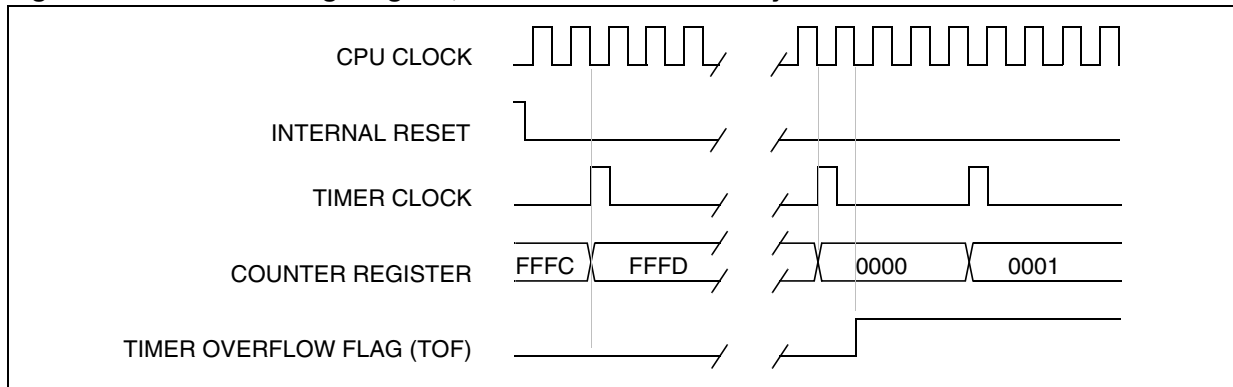 CPU CLOCK
INTERNAL RESET
TIMER CLOCK
COUNTER REGISTER FFFC FFFD 0000 0001
TIMER OVERFLOW FLAG (TOF)